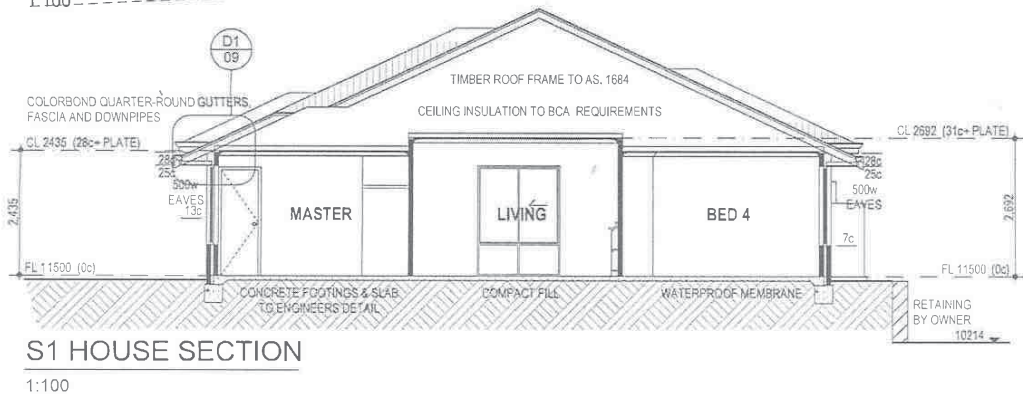 1:100
D1
09
TIMBER ROOF FRAME TO AS. 1684
CEILING INSULATION TO BCA REQUIREMENTS
COLORBOND QUARTER-ROUND GUTTERS,
FASCIA AND DOWNPIPES
CL 2435 (28c+ PLATE)
CL 2692 (31c+ PLATE)
28c
25c
500w
EAVES
13c
2,435
MASTER
LIVING
BED 4
28c
25c
500w
EAVES
7c
2,692
FL 11500 (0c)
FL 11500 (0c)
CONCRETE FOOTINGS & SLAB
TO ENGINEERS DETAIL
COMPACT FILL
WATERPROOF MEMBRANE
RETAINING
BY OWNER
10214
S1 HOUSE SECTION
1:100